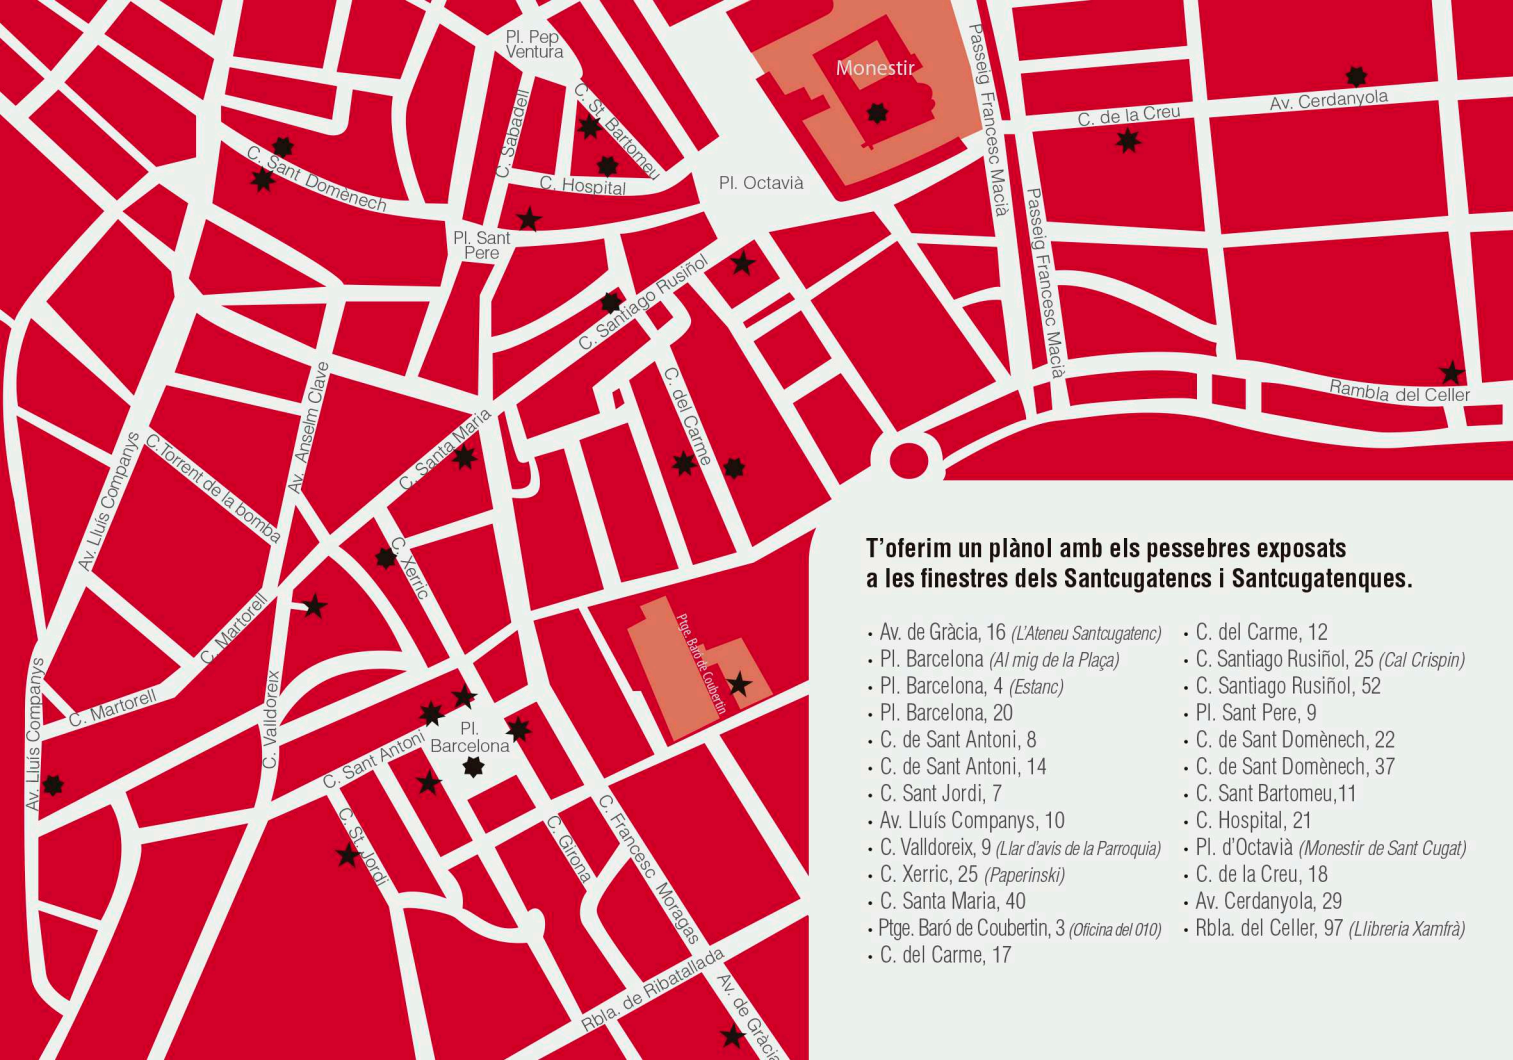 Pl. Pep
Ventura
Monestir
Passeig Francesc Macià
C. St. Bartomeu
C. Sabadell
Av. Cerdanyola
C. de la Creu
C. Sant Domènech
C. Hospital
Pl. Octavià
Passeig Francesc Macià
Pl. Sant
Pere
C. Santiago Rusiñol
Av. Anselm Clave
C. del Carme
Rambla del Celler
C. Santa Maria
Av. Lluís Companys
C. Torrent de la bomba
C. Xerric
C. Martorell
Ptge. Baró de Coubertin
C. Martorell
Av. Lluís Companys
C. Valldoreix
Pl.
Barcelona
C. Sant Antoni
C. St. Jordi
C. Girona
C. Francesc Moragas
Rbla. de Ribatallada
Av. de Gràcia
T’oferim un plànol amb els pessebres exposats
a les finestres dels Santcugatencs i Santcugatenques.
• Av. de Gràcia, 16 (L’Ateneu Santcugatenc)
• Pl. Barcelona (Al mig de la Plaça)
• Pl. Barcelona, 4 (Estanc)
• Pl. Barcelona, 20
• C. de Sant Antoni, 8
• C. de Sant Antoni, 14
• C. Sant Jordi, 7
• Av. Lluís Companys, 10
• C. Valldoreix, 9 (Llar d’avis de la Parroquia)
• C. Xerric, 25 (Paperinski)
• C. Santa Maria, 40
• Ptge. Baró de Coubertin, 3 (Oficina del 010)
• C. del Carme, 17
• C. del Carme, 12
• C. Santiago Rusiñol, 25 (Cal Crispin)
• C. Santiago Rusiñol, 52
• Pl. Sant Pere, 9
• C. de Sant Domènech, 22
• C. de Sant Domènech, 37
• C. Sant Bartomeu,11
• C. Hospital, 21
• Pl. d’Octavià (Monestir de Sant Cugat)
• C. de la Creu, 18
• Av. Cerdanyola, 29
• Rbla. del Celler, 97 (Llibreria Xamfrà)